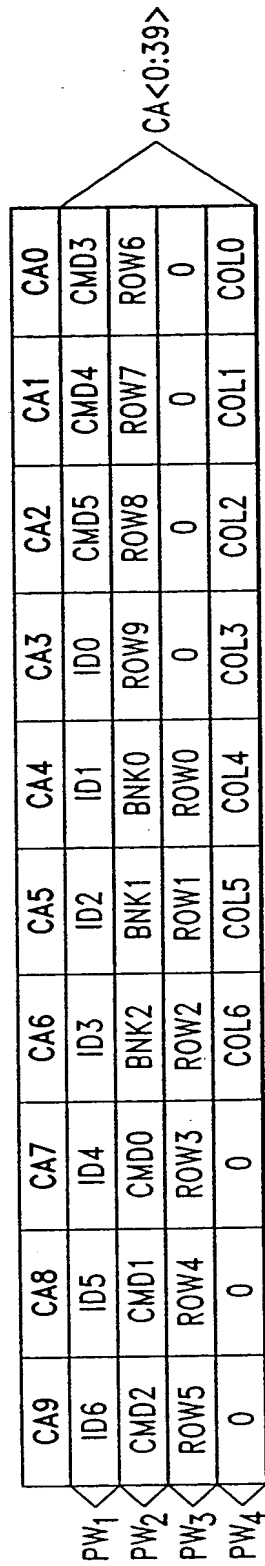 CA9 CA8 CA7 CA6 CA5 CA4 CA3 CA2 CA1 CA0
PW1 ID6 ID5 ID4 ID3 ID2 ID1 ID0 CMD5 CMD4 CMD3
PW2 CMD2 CMD1 CMD0 BNK2 BNK1 BNK0 ROW9 ROW8 ROW7 ROW6
PW3 ROW5 ROW4 ROW3 ROW2 ROW1 ROW0 0 0 0 0
PW4 0 0 0 COL6 COL5 COL4 COL3 COL2 COL1 COL0
CA<0:39>